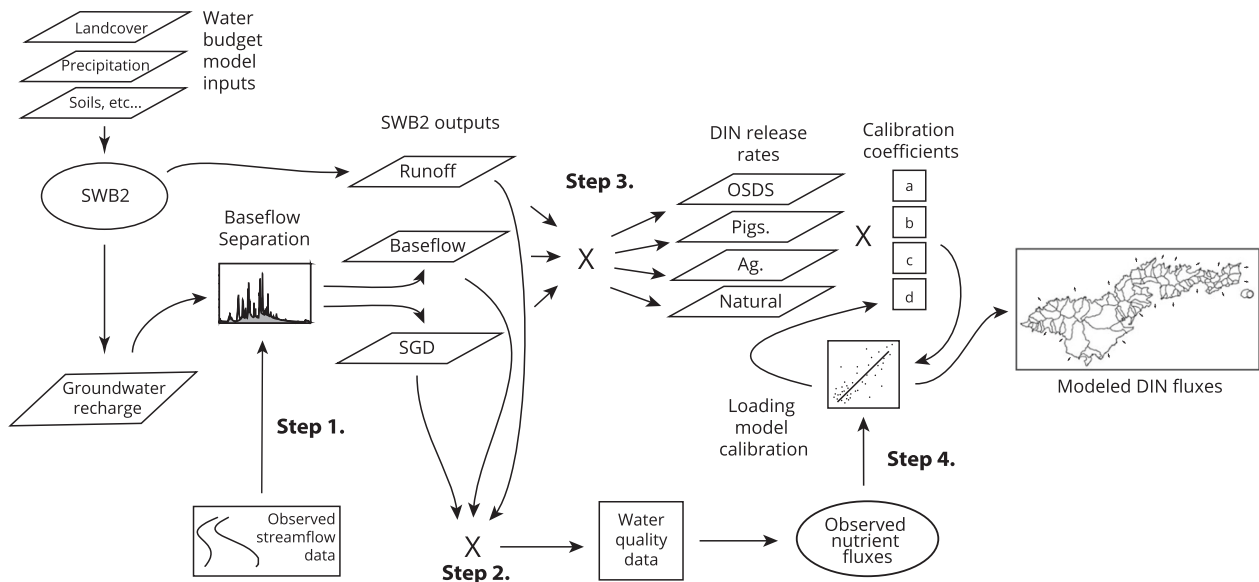 Landcover
Precipitation
Soils, etc...
Water
budget
model
inputs
SWB2
SWB2 outputs
Runoff
Baseflow
Separation
Baseflow
SGD
Groundwater
recharge
Step 1.
Observed
streamflow
data
X
Step 2.
Water
quality
data
Observed
nutrient
fluxes
Step 3.
X
DIN release
rates
OSDS
Pigs.
Ag.
Natural
X
Calibration
coefficients
a
b
c
d
Loading
model
calibration
Step 4.
Modeled DIN fluxes